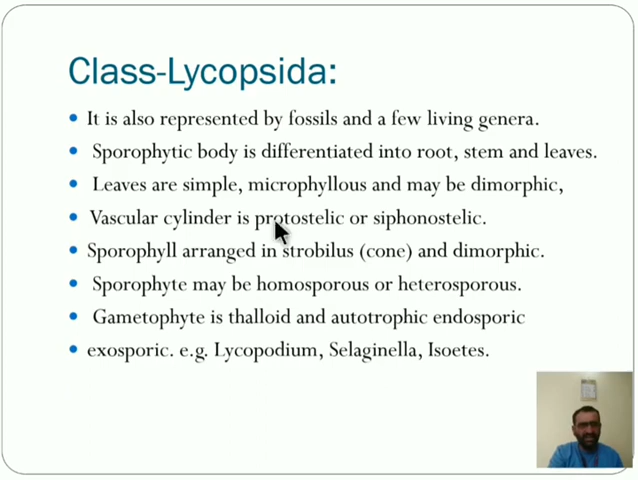 Class-Lycopsida:
It is also represented by fossils and a few living genera.
Sporophytic body is differentiated into root, stem and leaves.
Leaves are simple, microphyllous and may be dimorphic,
Vascular cylinder is protostelic or siphonostelic.
Sporophyll arranged in strobilus (cone) and dimorphic.
Sporophyte may be homosporous or heterosporous.
Gametophyte is thalloid and autotrophic endosporic
exosporic. e.g. Lycopodium, Selaginella, Isoetes.